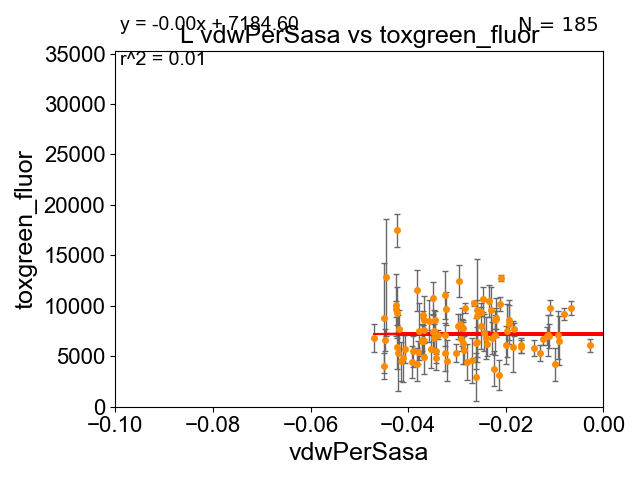 y = -0.00x + 7184.60
N = 185
L vdwPerSasa vs toxgreen_fluor
r^2 = 0.01
35000
30000
25000
20000
15000
10000
5000
0
toxgreen_fluor
−0.10 −0.08 −0.06 −0.04 −0.02 0.00
vdwPerSasa